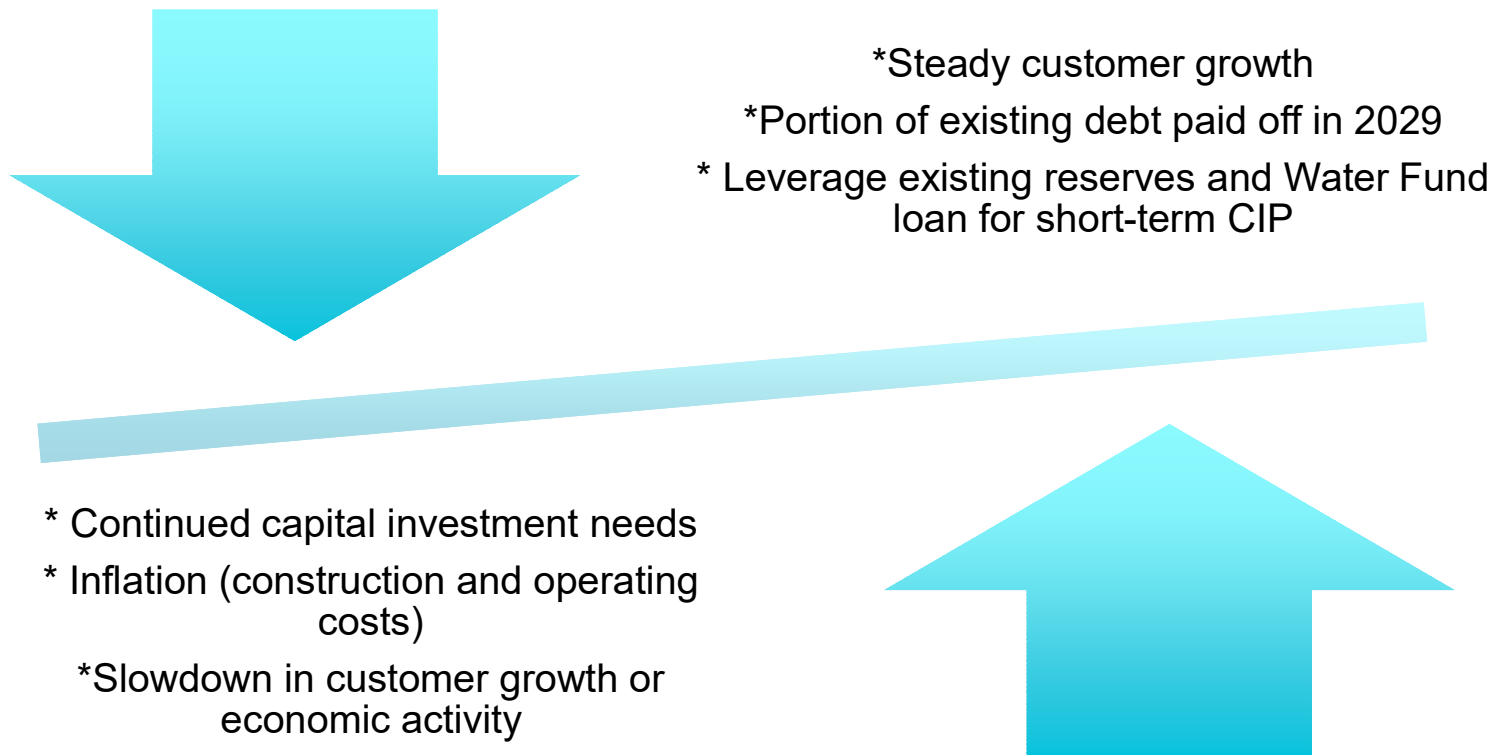 *Steady customer growth
*Portion of existing debt paid off in 2029
* Leverage existing reserves and Water Fund
loan for short-term CIP
* Continued capital investment needs
* Inflation (construction and operating
costs)
*Slowdown in customer growth or
economic activity